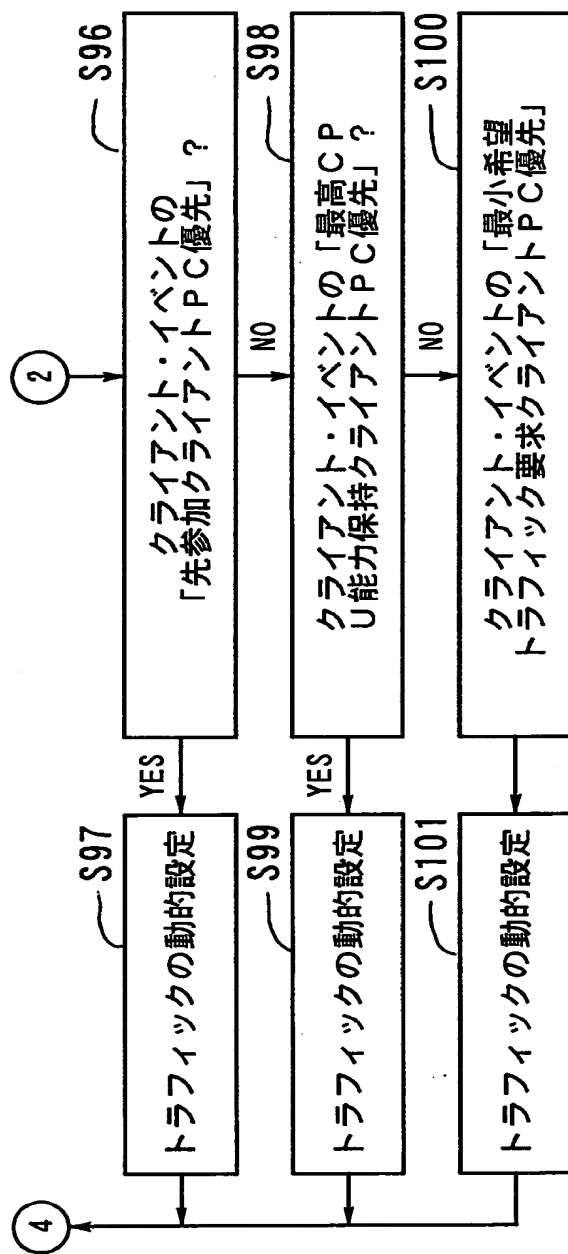 2
S96
クライアント・イベントの
「先参加クライアントPC優先」?
YES
S97
トラフィックの動的設定
NO
S98
クライアント・イベントの「最高CP
U能力保持クライアントPC優先」?
YES
S99
トラフィックの動的設定
NO
S100
クライアント・イベントの「最小希望
トラフィック要求クライアントPC優先」
S101
トラフィックの動的設定
4